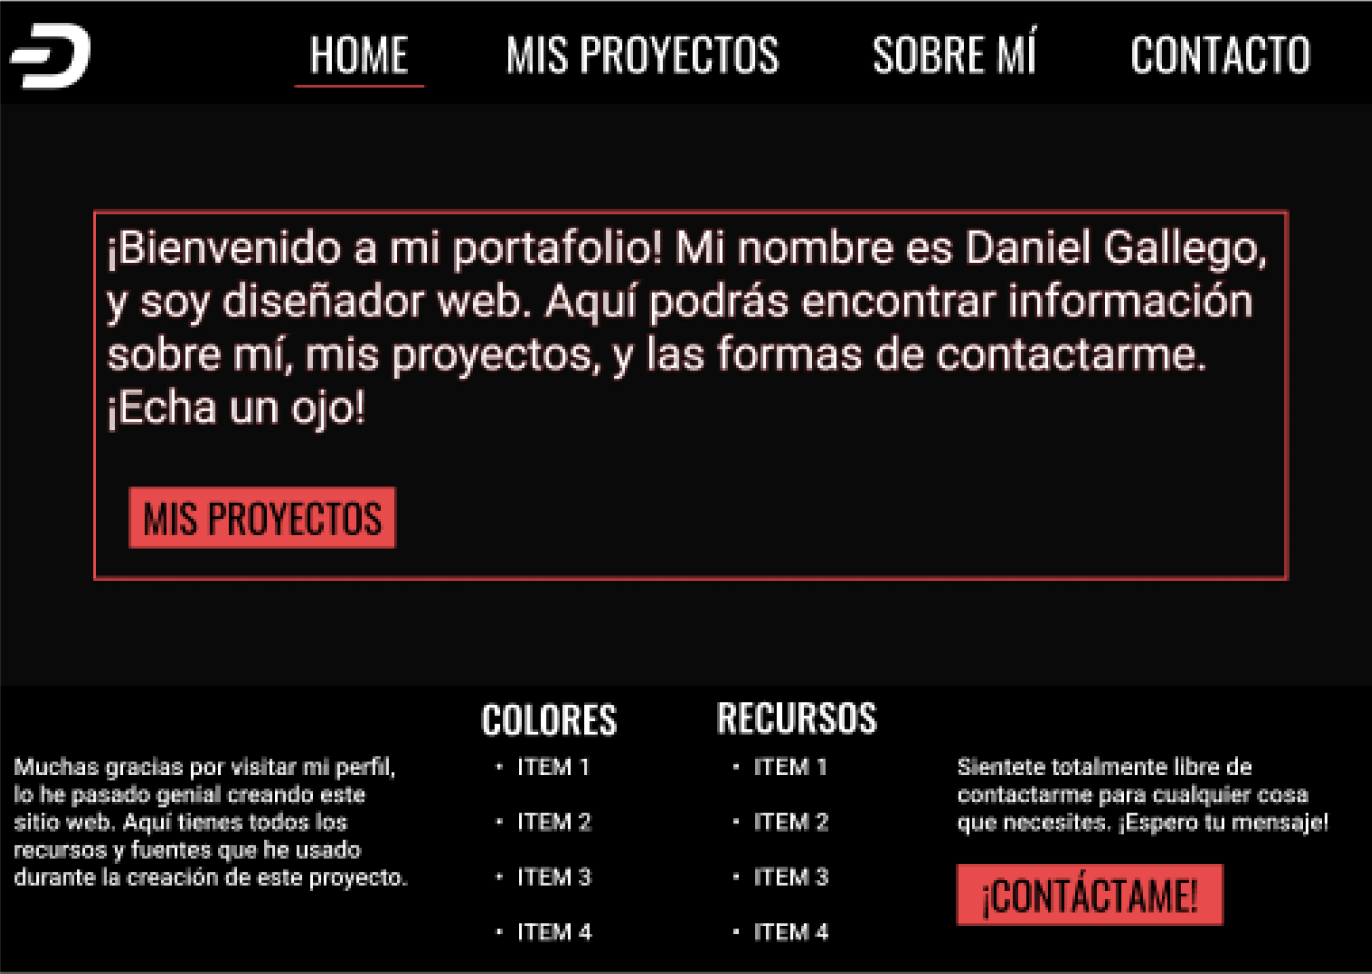 HOME MIS PROYECTOS SOBRE MÍ CONTACTO
¡Bienvenido a mi portafolio! Mi nombre es Daniel Gallego,
y soy diseñador web. Aquí podrás encontrar información
sobre mí, mis proyectos, y las formas de contactarme.
¡Echa un ojo!
MIS PROYECTOS
Muchas gracias por visitar mi perfil,
lo he pasado genial creando este
sitio web. Aquí tienes todos los
recursos y fuentes que he usado
durante la creación de este proyecto.
COLORES
• ITEM 1
• ITEM 2
• ITEM 3
• ITEM 4
RECURSOS
• ITEM 1
• ITEM 2
• ITEM 3
• ITEM 4
Sientete totalmente libre de
contactarme para cualquier cosa
que necesites. ¡Espero tu mensaje!
¡CONTÁCTAME!